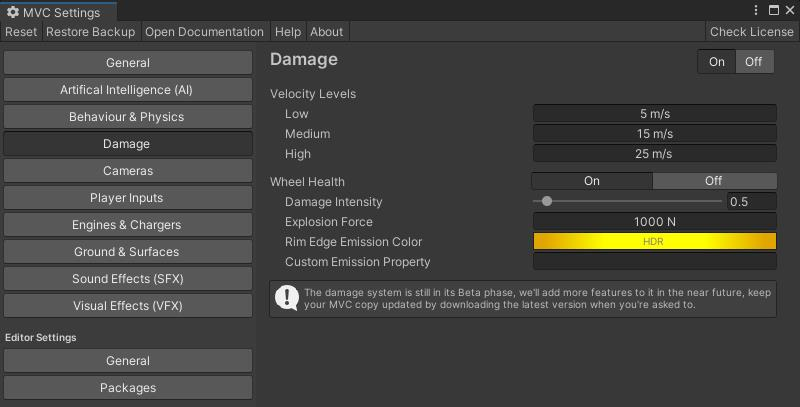 MVC Settings
Reset Restore Backup Open Documentation Help About Check License
General
Artifical Intelligence (AI)
Behaviour & Physics
Damage
Cameras
Player Inputs
Engines & Chargers
Ground & Surfaces
Sound Effects (SFX)
Visual Effects (VFX)
Editor Settings
General
Packages
Damage On Off
Velocity Levels
Low 5 m/s
Medium 15 m/s
High 25 m/s
Wheel Health On Off
Damage Intensity 0.5
Explosion Force 1000 N
Rim Edge Emission Color HDR
Custom Emission Property
The damage system is still in its Beta phase, we'll add more features to it in the near future, keep
your MVC copy updated by downloading the latest version when you're asked to.